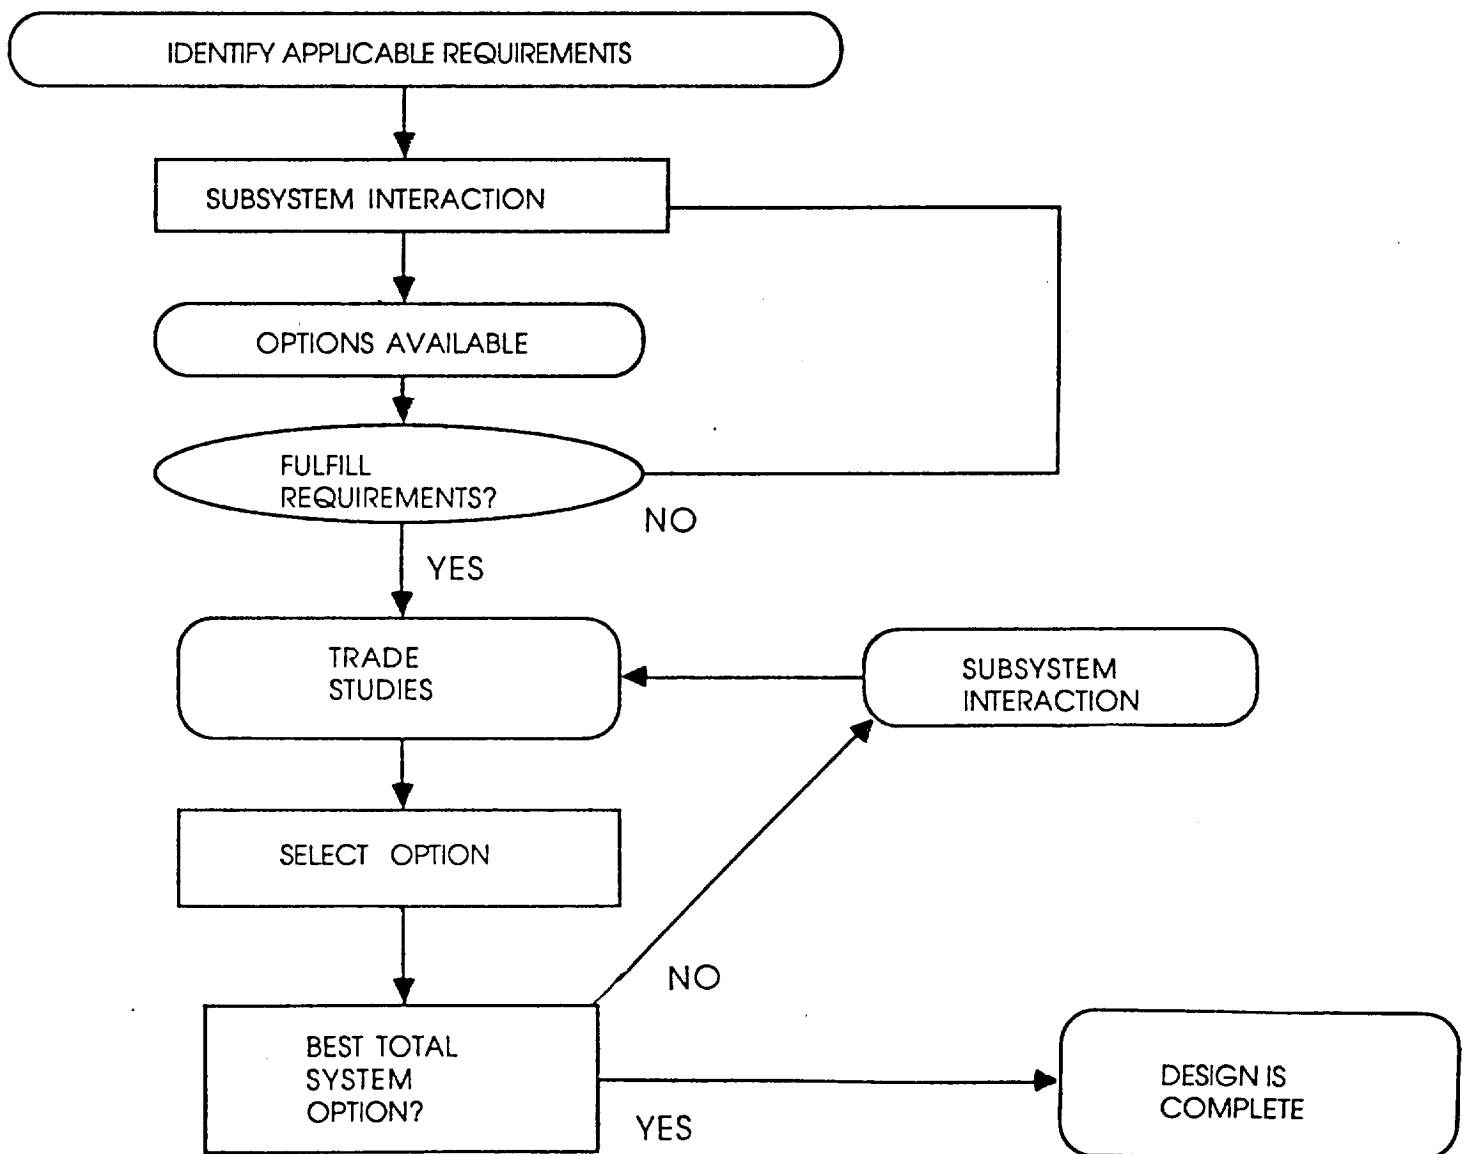 IDENTIFY APPLICABLE REQUIREMENTS
SUBSYSTEM INTERACTION
OPTIONS AVAILABLE
FULFILL
REQUIREMENTS?
NO
YES
TRADE
STUDIES
SUBSYSTEM
INTERACTION
SELECT OPTION
NO
BEST TOTAL
SYSTEM
OPTION?
YES
DESIGN IS
COMPLETE